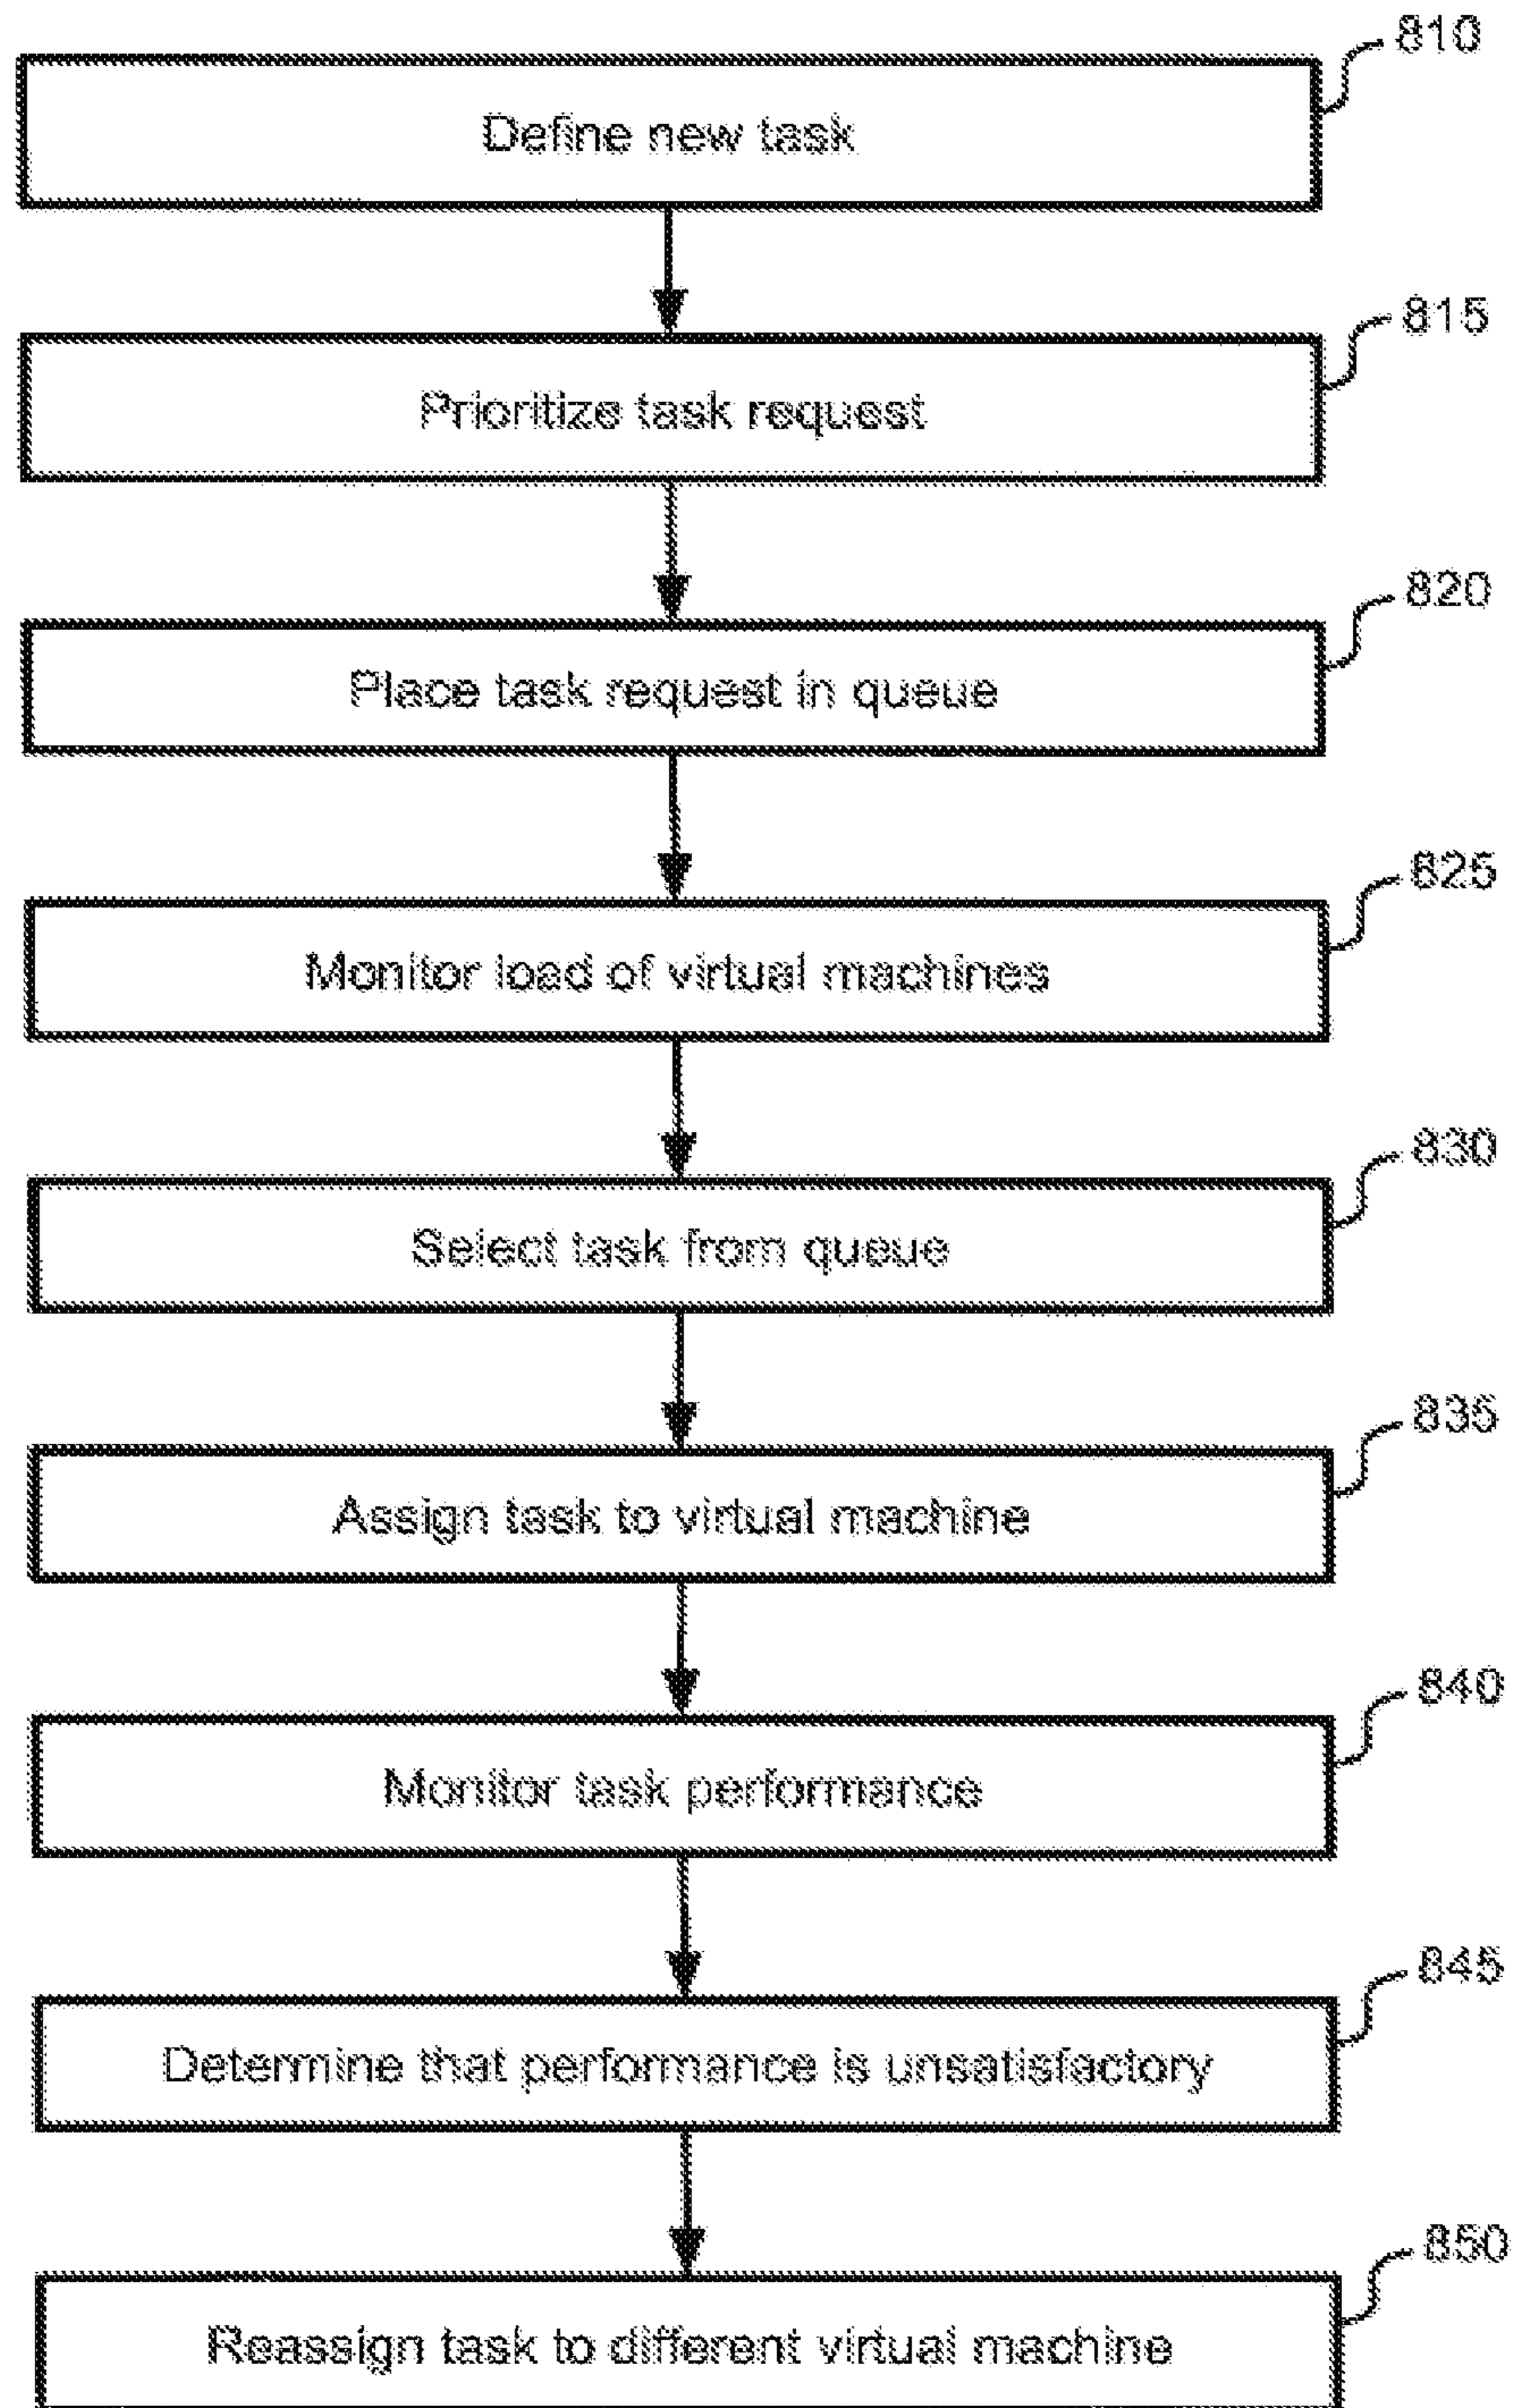 810
Define new task
815
Prioritize task request
820
Place task request in queue
825
Monitor load of virtual machines
830
Select task from queue
835
Assign task to virtual machine
840
Monitor task performance
845
Determine that performance is unsatisfactory
850
Reassign task to different virtual machine